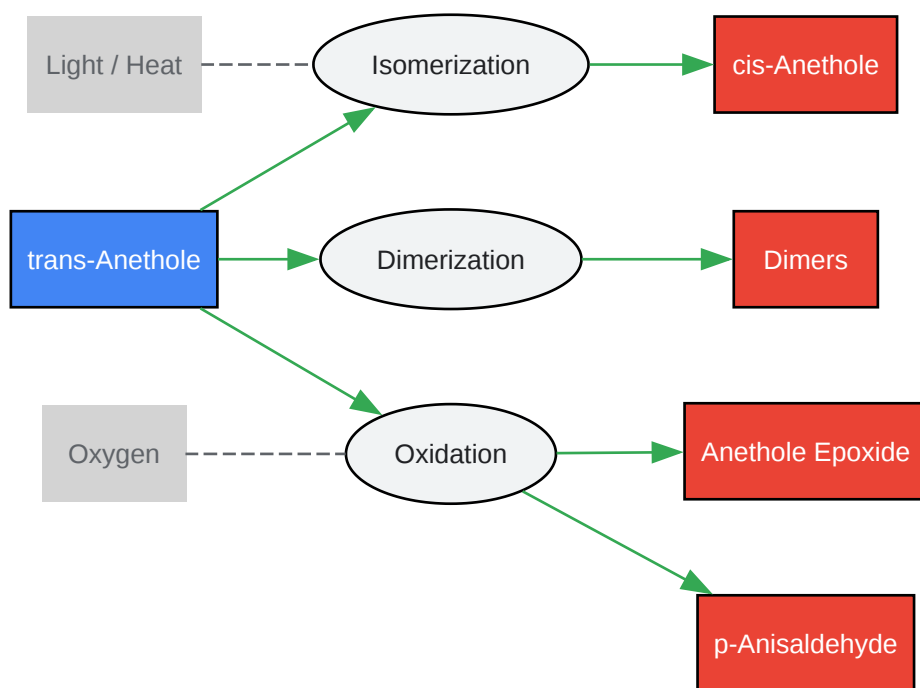 Light / Heat
Isomerization
cis-Anethole
trans-Anethole
Dimerization
Dimers
Oxygen
Oxidation
Anethole Epoxide
p-Anisaldehyde